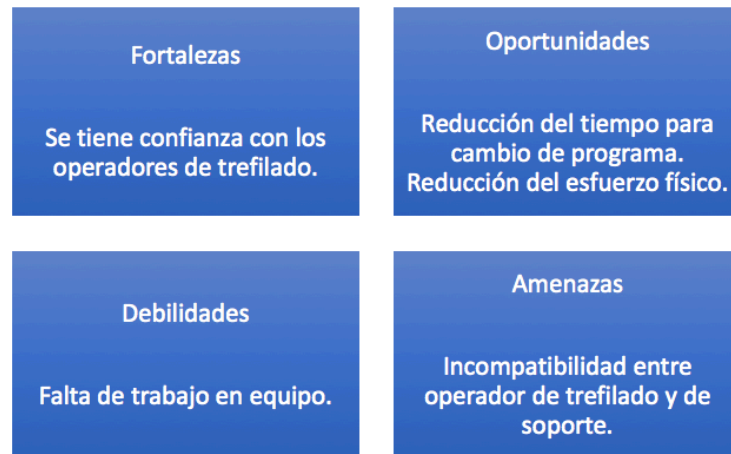 Fortalezas
Se tiene confianza con los
operadores de trefilado.
Oportunidades
Reducción del tiempo para
cambio de programa.
Reducción del esfuerzo físico.
Debilidades
Falta de trabajo en equipo.
Amenazas
Incompatibilidad entre
operador de trefilado y de
soporte.